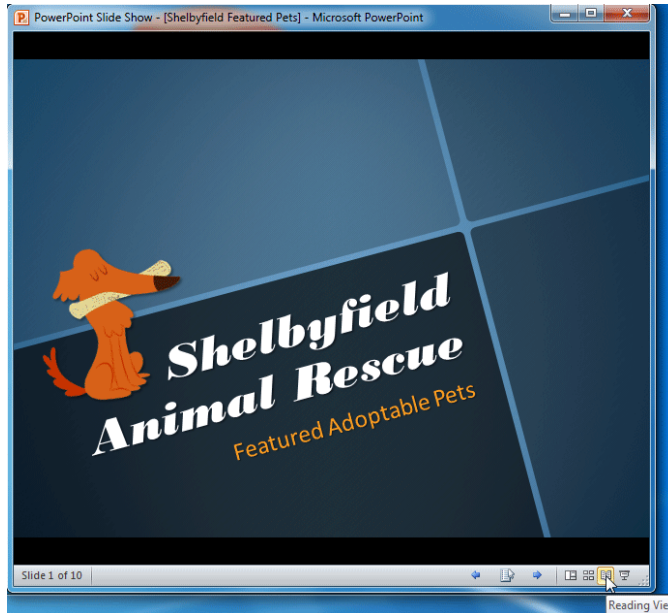 PowerPoint Slide Show - [Shelbyfield Featured Pets] - Microsoft PowerPoint
Shelbyfield
Animal Rescue
Featured Adoptable Pets
Slide 1 of 10
Reading Vie